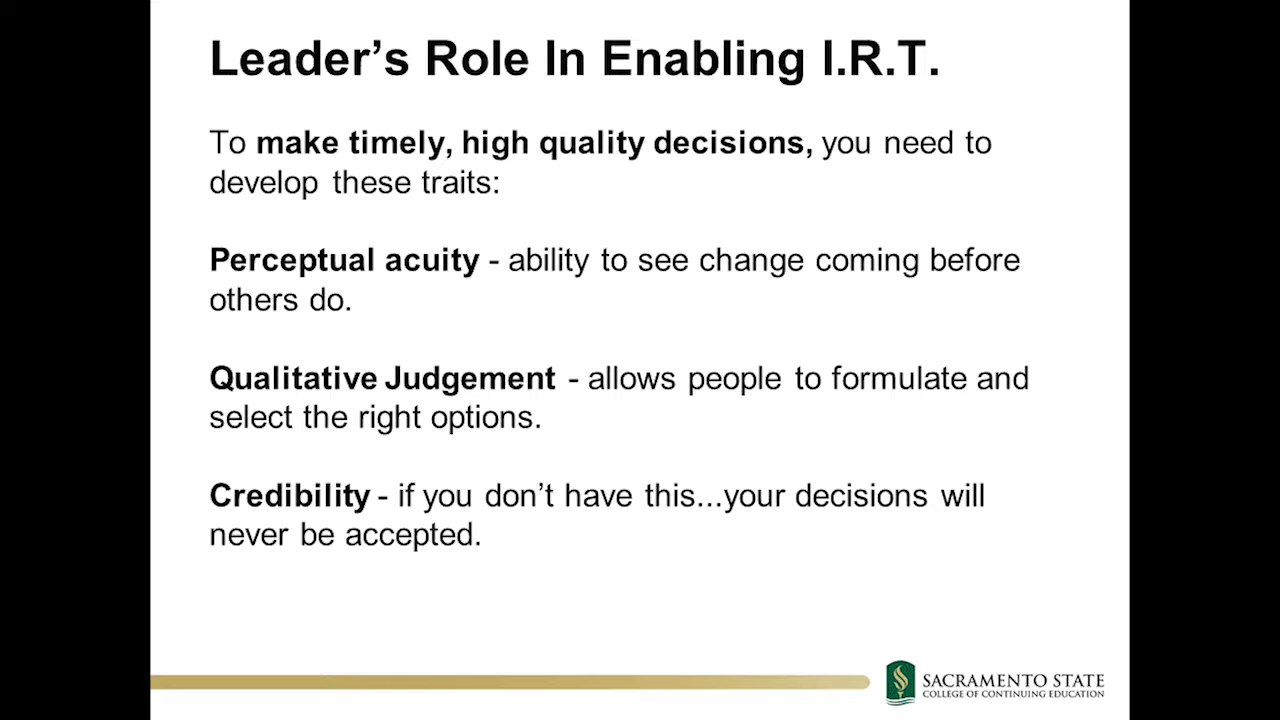 Leader’s Role In Enabling I.R.T.
To make timely, high quality decisions, you need to
develop these traits:
Perceptual acuity - ability to see change coming before
others do.
Qualitative Judgement - allows people to formulate and
select the right options.
Credibility - if you don’t have this...your decisions will
never be accepted.
SACRAMENTO STATE
COLLEGE OF CONTINUING EDUCATION